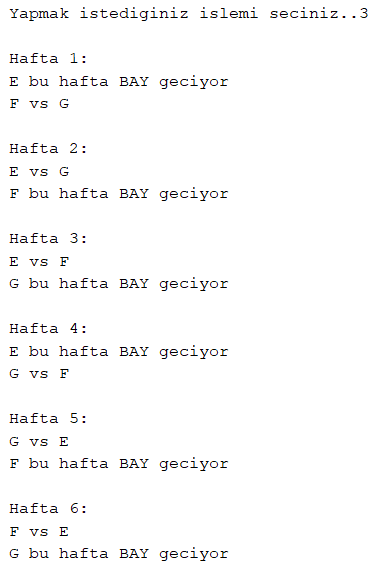 Yapmak istediginiz islemi seciniz..3
Hafta 1:
E bu hafta BAY geciyor
F vs G
Hafta 2:
E vs G
F bu hafta BAY geciyor
Hafta 3:
E vs F
G bu hafta BAY geciyor
Hafta 4:
E bu hafta BAY geciyor
G vs F
Hafta 5:
G vs E
F bu hafta BAY geciyor
Hafta 6:
F vs E
G bu hafta BAY geciyor